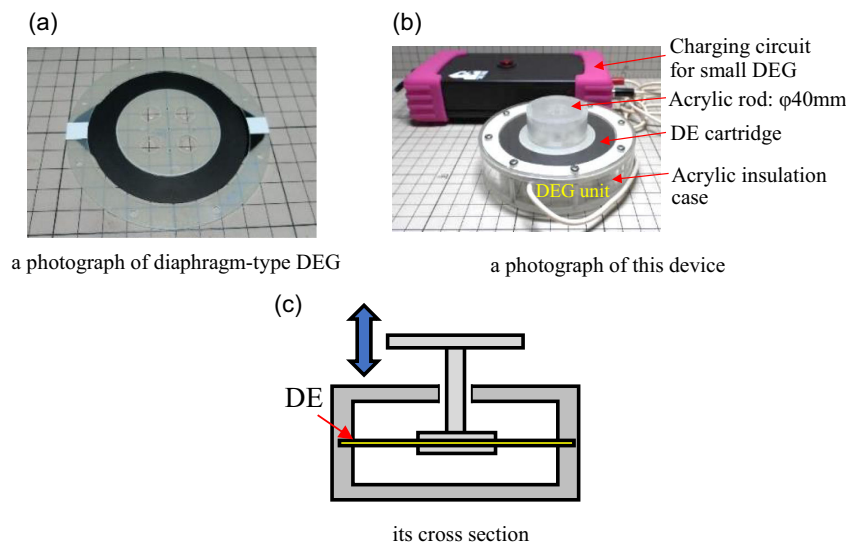 (a)
a photograph of diaphragm-type DEG
(b)
Charging circuit
for small DEG
Acrylic rod: φ40mm
DE cartridge
Acrylic insulation
case
DEG unit
a photograph of this device
(c)
DE
its cross section